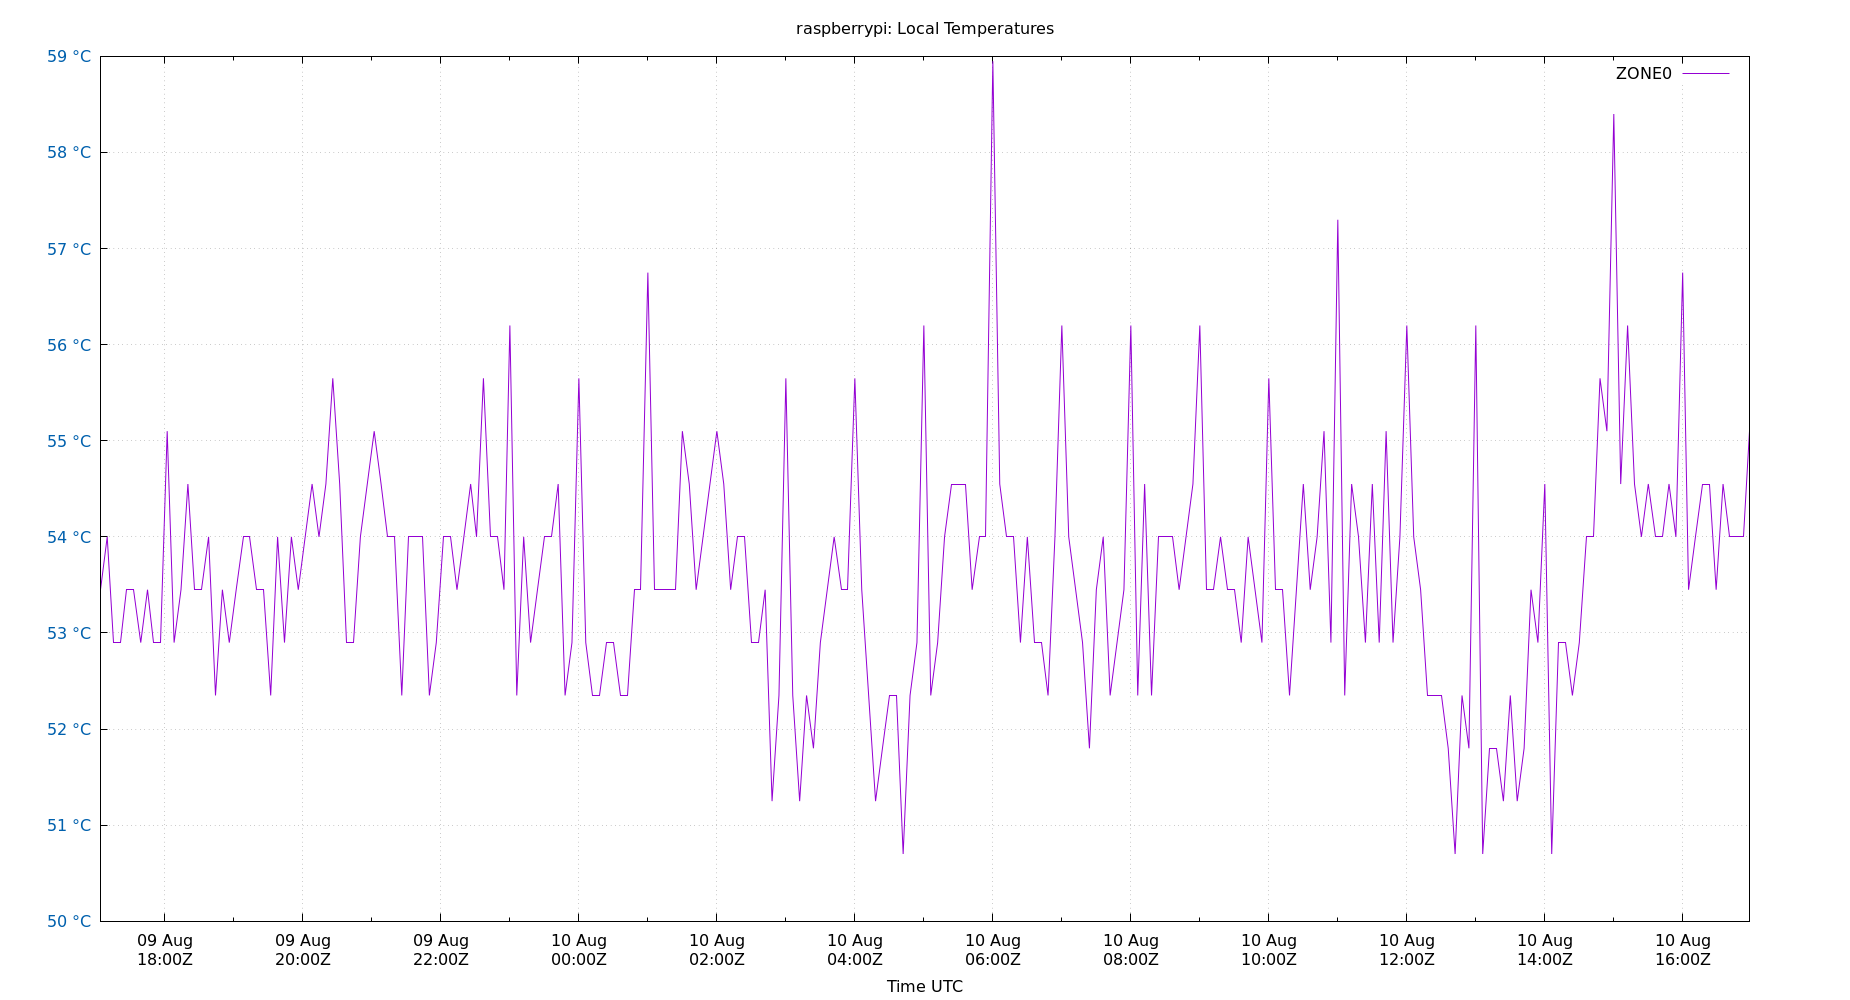 raspberrypi: Local Temperatures
ZONE0
59 °C
58 °C
57 °C
56 °C
55 °C
54 °C
53 °C
52 °C
51 °C
50 °C
09 Aug
18:00Z
09 Aug
20:00Z
09 Aug
22:00Z
10 Aug
00:00Z
10 Aug
02:00Z
10 Aug
04:00Z
10 Aug
06:00Z
10 Aug
08:00Z
10 Aug
10:00Z
10 Aug
12:00Z
10 Aug
14:00Z
10 Aug
16:00Z
Time UTC